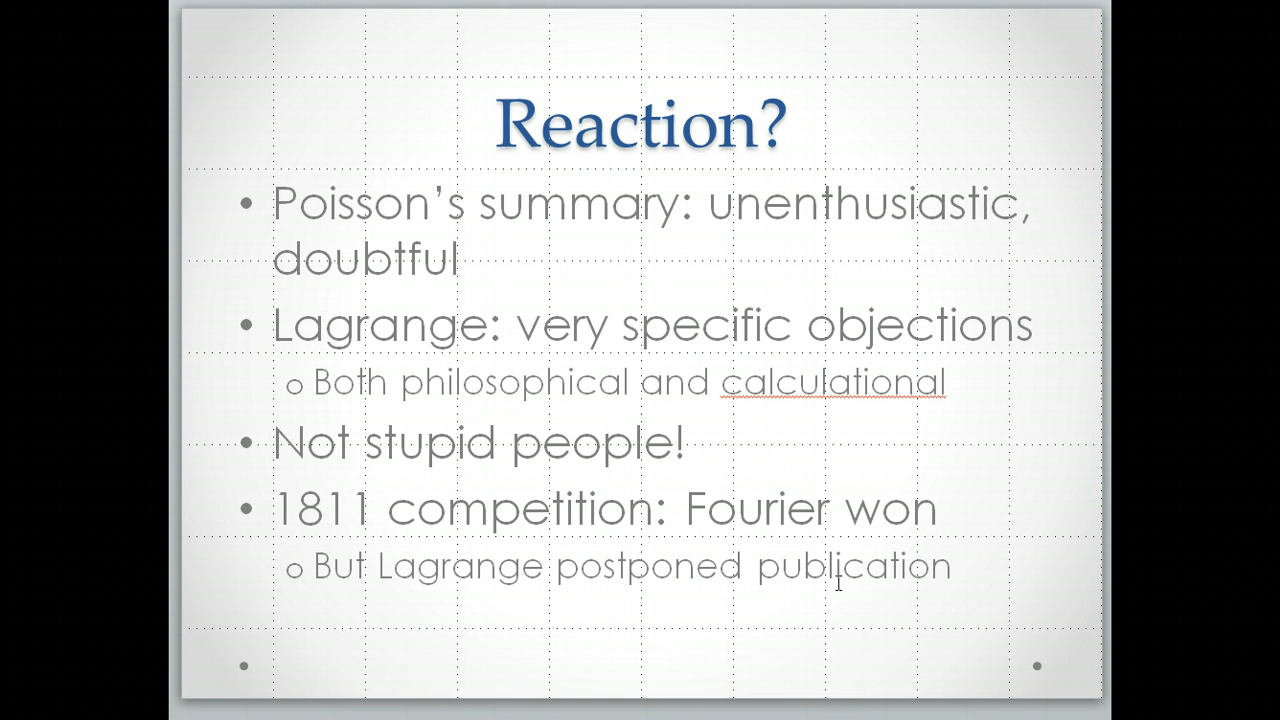 Reaction?
• Poisson’s summary: unenthusiastic,
doubtful
• Lagrange: very specific objections
o Both philosophical and calculational
• Not stupid people!
• 1811 competition: Fourier won
o But Lagrange postponed publication